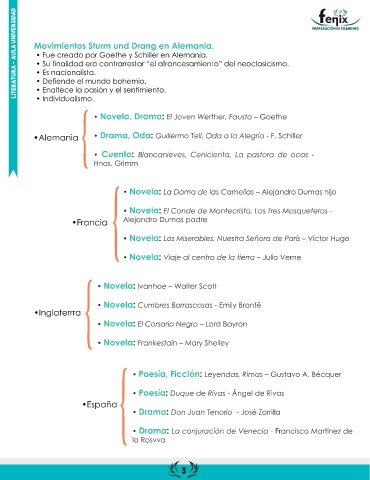 LITERATURA - AULA UNIVERSIDAD
fenix
PREPARACIÓN DE EXÁMENES
Movimientos Sturm und Drang en Alemania.
• Fue creado por Goethe y Schiller en Alemania.
• Su finalidad era contrarrestar “el afrancesamiento” del neoclasicismo.
• Es nacionalista.
• Defiende el mundo bohemio.
• Enaltece la pasión y el sentimiento.
• Individualismo.
•Alemania
• Novela, Drama: El Joven Werther, Fausto – Goethe
• Drama, Oda: Guillermo Tell, Oda a la Alegría - F. Schiller
• Cuento: Blancanieves, Cenicienta, La pastora de ocas -
Hnos. Grimm
•Francia
• Novela: La Dama de las Camelias – Alejandro Dumas hijo
• Novela: El Conde de Montecristo, Los Tres Mosqueteros -
Alejandro Dumas padre
• Novela: Los Miserables, Nuestra Señora de París – Víctor Hugo
• Novela: Viaje al centro de la tierra – Julio Verne
•Inglaterrra
• Novela: Ivanhoe – Walter Scott
• Novela: Cumbres Borrascosas - Emily Brontë
• Novela: El Corsario Negro – Lord Bayron
• Novela: Frankestain – Mary Shelley
•España
• Poesía, Ficción: Leyendas, Rimas – Gustavo A. Bécquer
• Poesía: Duque de Rivas - Ángel de Rivas
• Drama: Don Juan Tenorio - José Zorrilla
• Drama: La conjuración de Venecia - Francisco Martínez de
la Rosvva
3